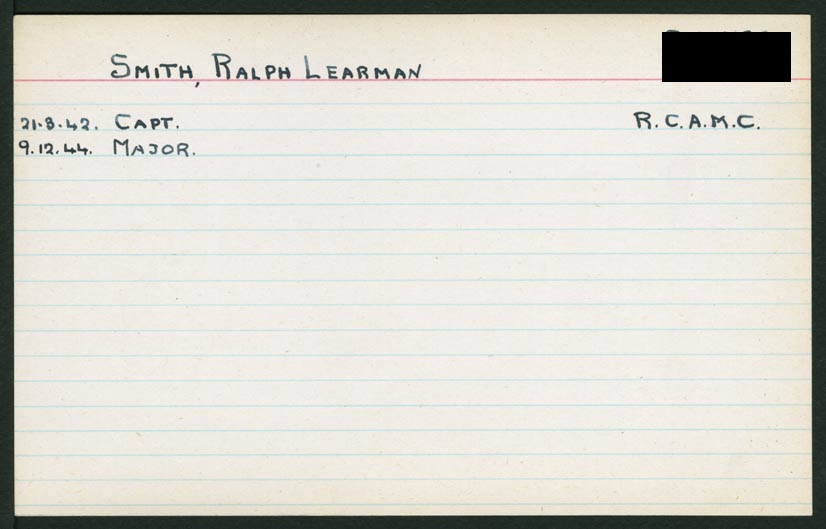 SMITH, RALPH LEARMAN
21·8·42. CAPT. R.C.A.M.C.
9.12.44. MAJOR.